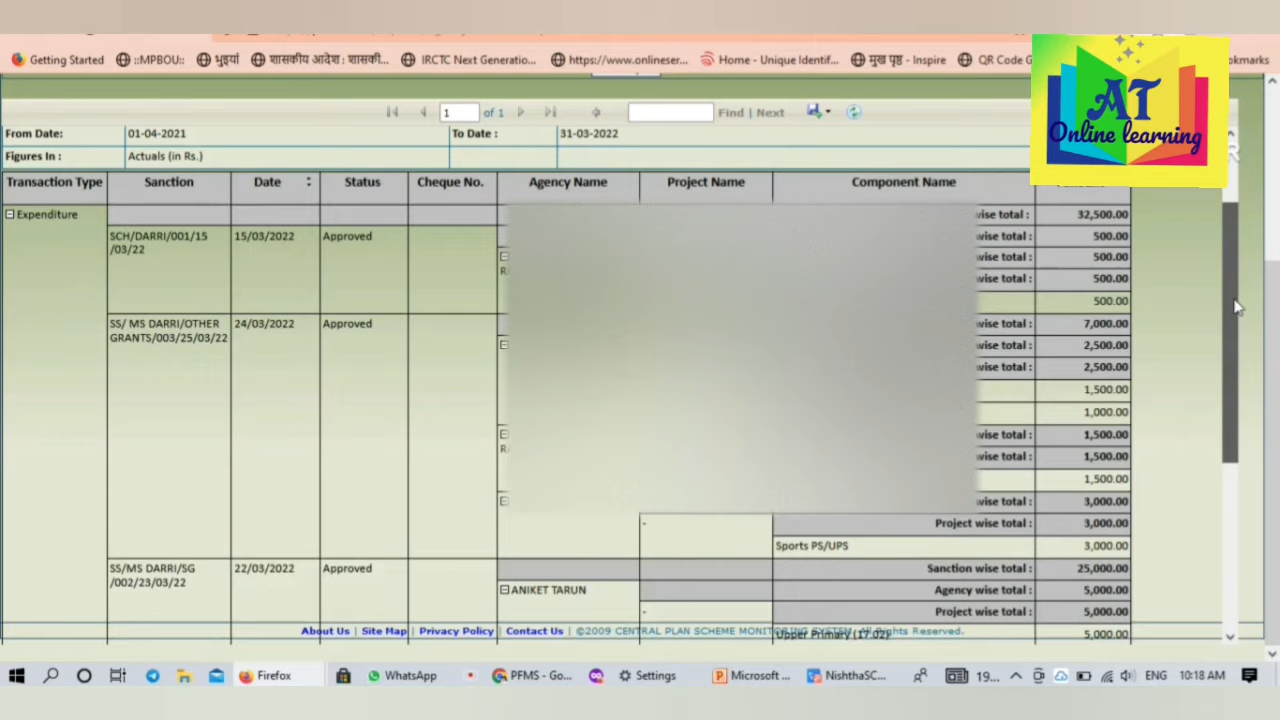 Getting Started ::MPBOU:: भुइयां शासकीय आदेश : शासकी... IRCTC Next Generatio... https://www.onlineser... Home - Unique Identif... मुख पृष्ठ - Inspire QR Code G okmarks
AT
Online learning
1 of 1 Find | Next
From Date: 01-04-2021 To Date : 31-03-2022
Figures In : Actuals (in Rs.)
Transaction Type Sanction Date Status Cheque No. Agency Name Project Name Component Name
Expenditure wise total : 32,500.00
SCH/DARRI/001/15 15/03/2022 Approved wise total : 500.00
/03/22
wise total : 500.00
wise total : 500.00
500.00
SS/ MS DARRI/OTHER 24/03/2022 Approved wise total : 7,000.00
GRANTS/003/25/03/22 wise total : 2,500.00
wise total : 2,500.00
1,500.00
1,000.00
wise total : 1,500.00
wise total : 1,500.00
1,500.00
wise total : 3,000.00
- Project wise total : 3,000.00
Sports PS/UPS 3,000.00
SS/MS DARRI/SG 22/03/2022 Approved Sanction wise total : 25,000.00
/002/23/03/22 ANIKET TARUN Agency wise total : 5,000.00
- Project wise total : 5,000.00
Upper Primary (17.02) 5,000.00
About Us | Site Map | Privacy Policy | Contact Us | ©2009 CENTRAL PLAN SCHEME MONITORING SYSTEM. All Rights Reserved.
Firefox WhatsApp PFMS - Go... Settings Microsoft ... NishthaSC... 19... ENG 10:18 AM